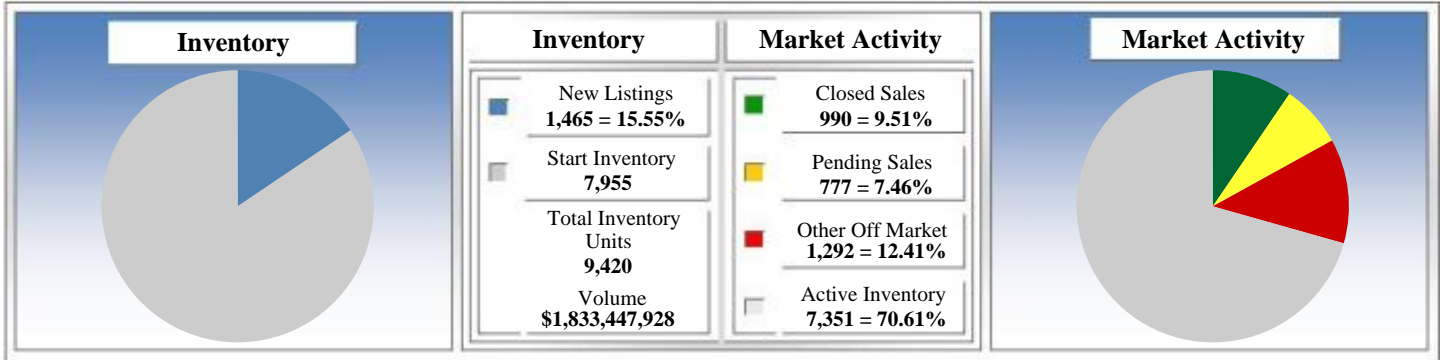 Inventory
Inventory
Market Activity
New Listings
1,465 = 15.55%
Start Inventory
7,955
Total Inventory
Units
9,420
Volume
$1,833,447,928
Closed Sales
990 = 9.51%
Pending Sales
777 = 7.46%
Other Off Market
1,292 = 12.41%
Active Inventory
7,351 = 70.61%
Market Activity